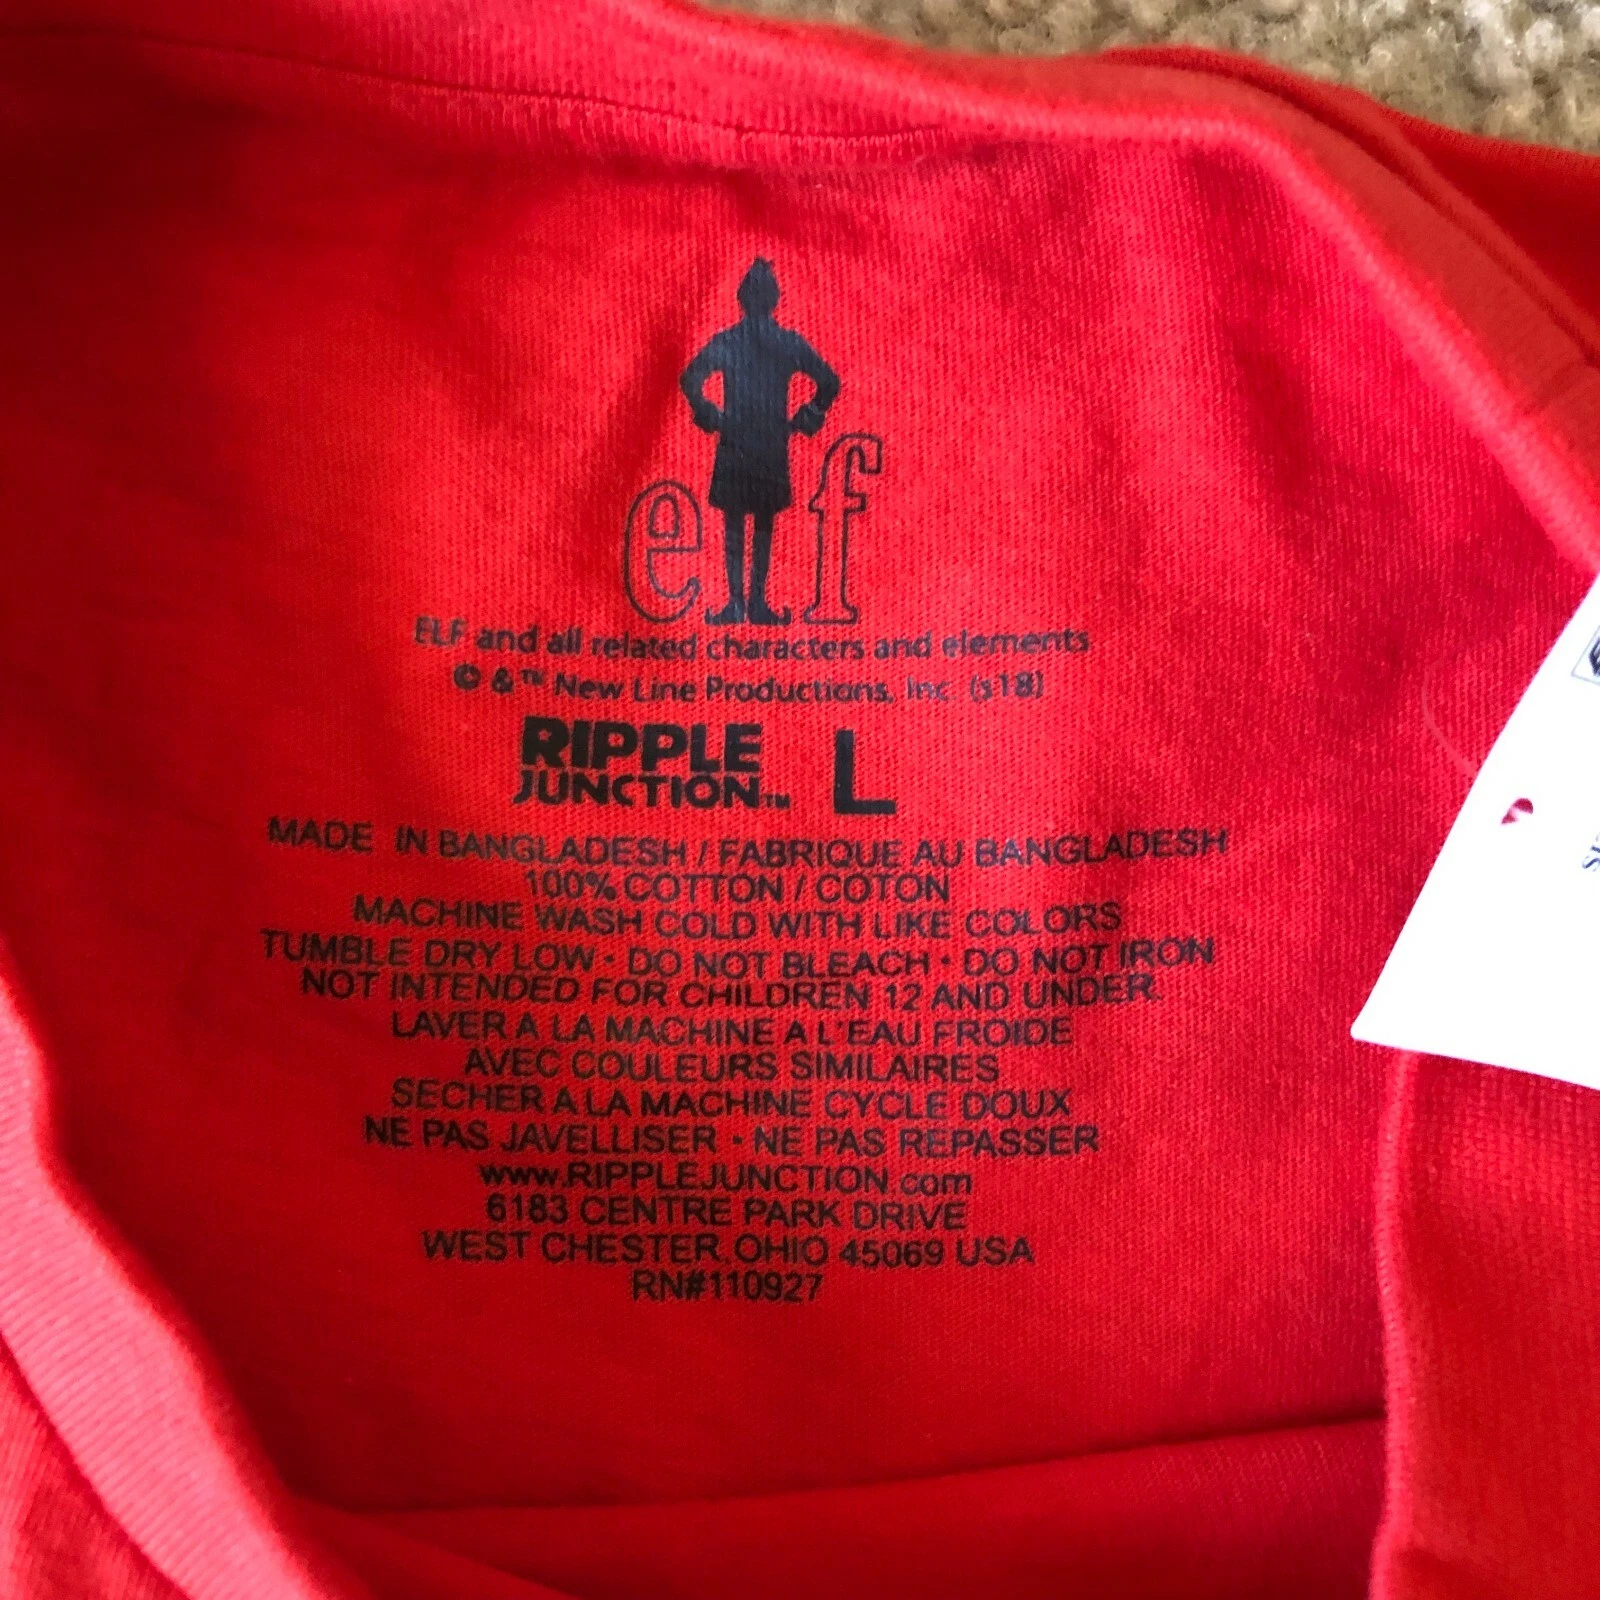 elf
ELF and all related characters and elements
© & ™ New Line Productions, Inc. (s18)
RIPPLE
JUNCTION™ L
MADE IN BANGLADESH / FABRIQUE AU BANGLADESH
100% COTTON / COTON
MACHINE WASH COLD WITH LIKE COLORS
TUMBLE DRY LOW • DO NOT BLEACH • DO NOT IRON
NOT INTENDED FOR CHILDREN 12 AND UNDER.
LAVER A LA MACHINE A L'EAU FROIDE
AVEC COULEURS SIMILAIRES
SECHER A LA MACHINE CYCLE DOUX
NE PAS JAVELLISER • NE PAS REPASSER
www.RIPPLEJUNCTION.com
6183 CENTRE PARK DRIVE
WEST CHESTER, OHIO 45069 USA
RN#110927